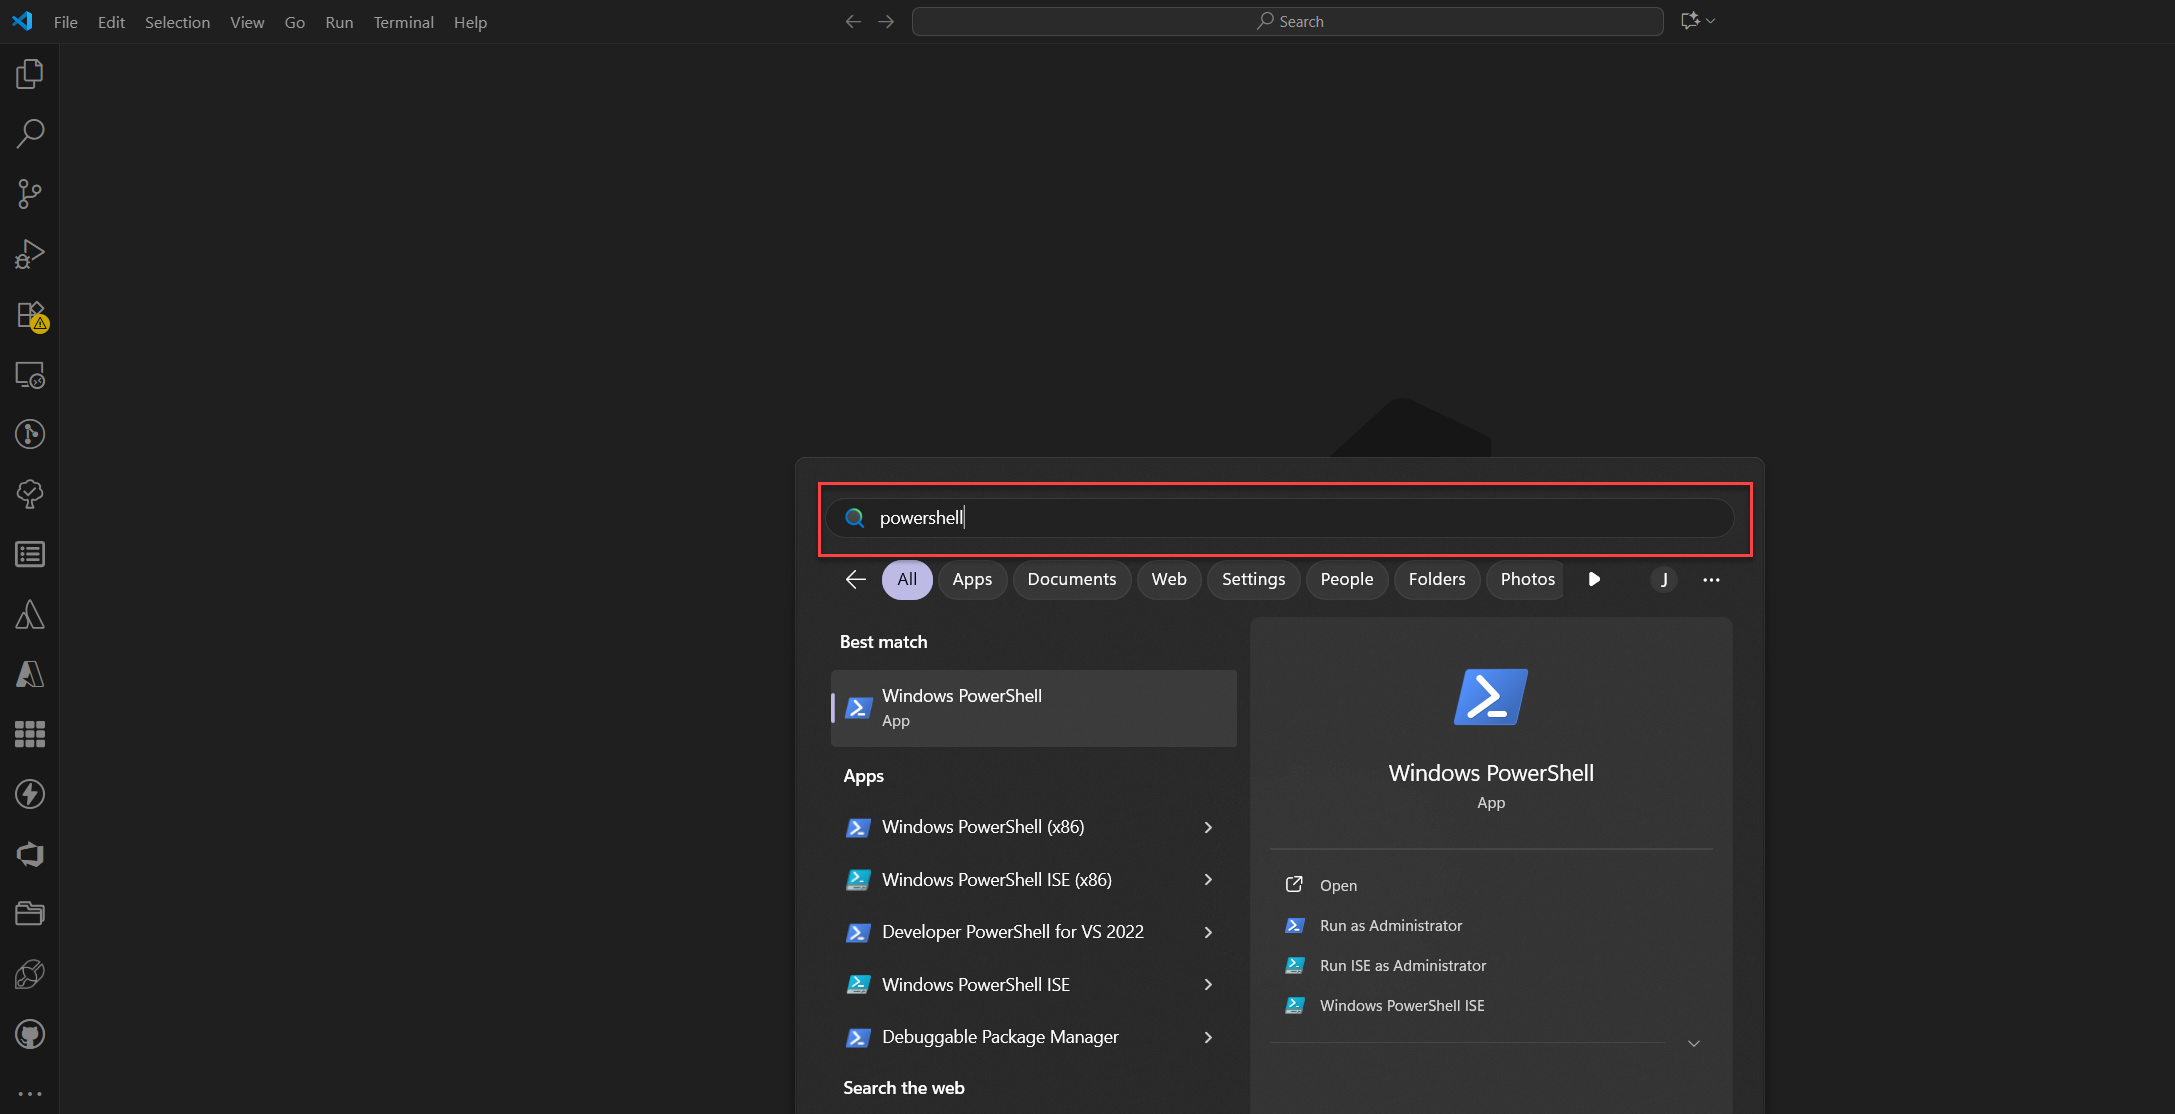 File Edit Selection View Go Run Terminal Help
Search
powershell
All Apps Documents Web Settings People Folders Photos J
Best match
Windows PowerShell
App
Apps
Windows PowerShell (x86)
Windows PowerShell ISE (x86)
Developer PowerShell for VS 2022
Windows PowerShell ISE
Debuggable Package Manager
Search the web
Windows PowerShell
App
Open
Run as Administrator
Run ISE as Administrator
Windows PowerShell ISE